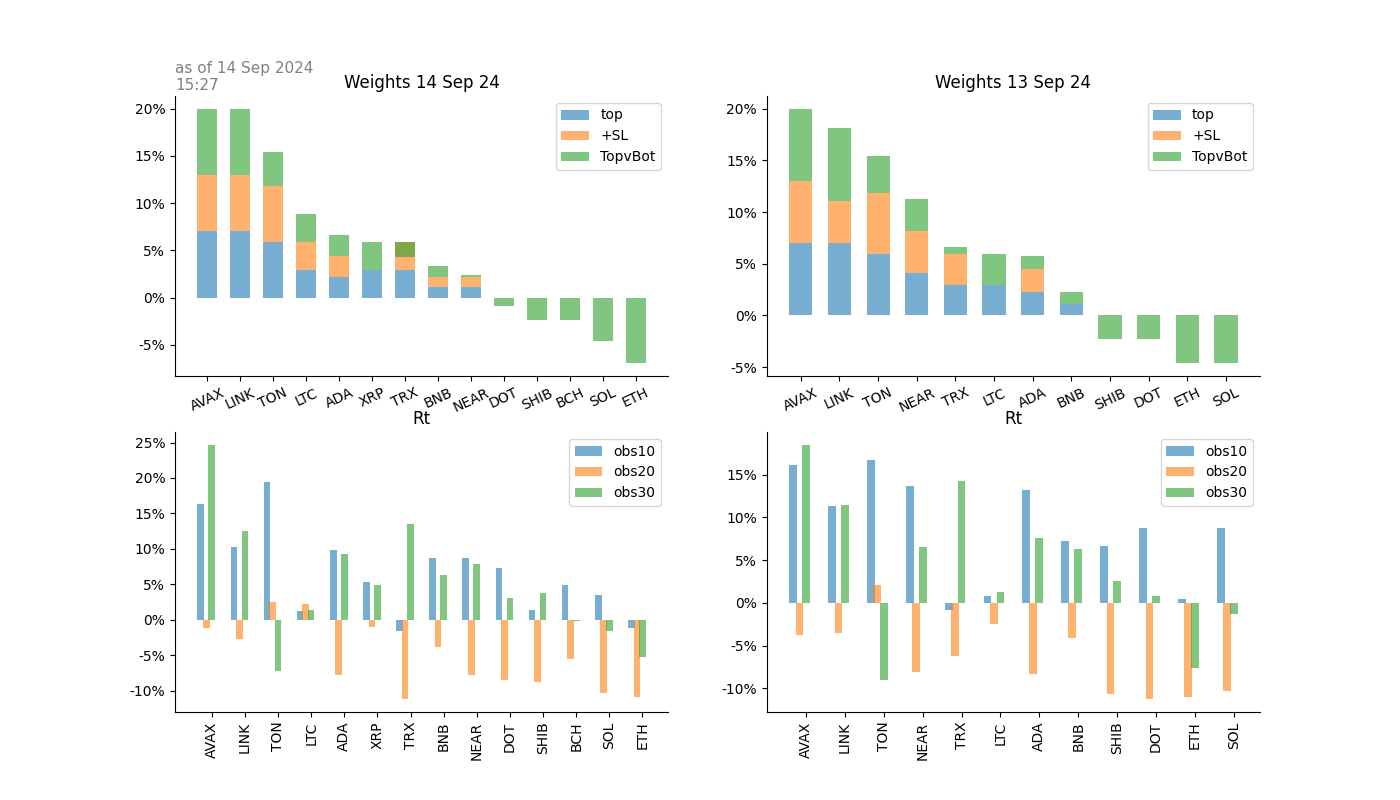 as of 14 Sep 2024
15:27
Weights 14 Sep 24
20%
15%
10%
5%
0%
-5%
top
+SL
TopvBot
AVAX LINK TON LTC ADA XRP TRX BNB NEAR DOT SHIB BCH SOL ETH
Weights 13 Sep 24
20%
15%
10%
5%
0%
-5%
top
+SL
TopvBot
AVAX LINK TON NEAR TRX LTC ADA BNB SHIB DOT ETH SOL
Rt
25%
20%
15%
10%
5%
0%
-5%
-10%
obs10
obs20
obs30
AVAX LINK TON LTC ADA XRP TRX BNB NEAR DOT SHIB BCH SOL ETH
Rt
15%
10%
5%
0%
-5%
-10%
obs10
obs20
obs30
AVAX LINK TON NEAR TRX LTC ADA BNB SHIB DOT ETH SOL